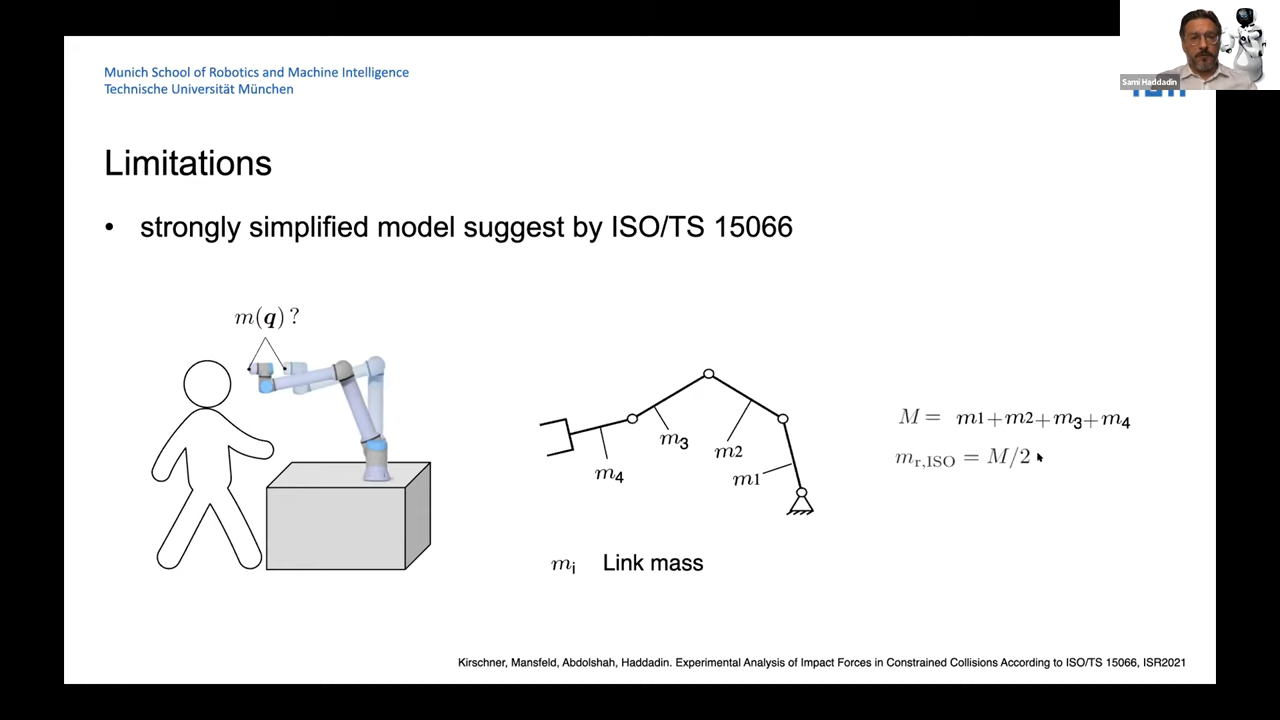 Sami Haddadin
Munich School of Robotics and Machine Intelligence
Technische Universität München
Limitations
• strongly simplified model suggest by ISO/TS 15066
m(q)?
m4
m3
m2
m1
M = m1+m2+m3+m4
mr,ISO = M/2
mi Link mass
Kirschner, Mansfeld, Abdolshah, Haddadin. Experimental Analysis of Impact Forces in Constrained Collisions According to ISO/TS 15066, ISR2021